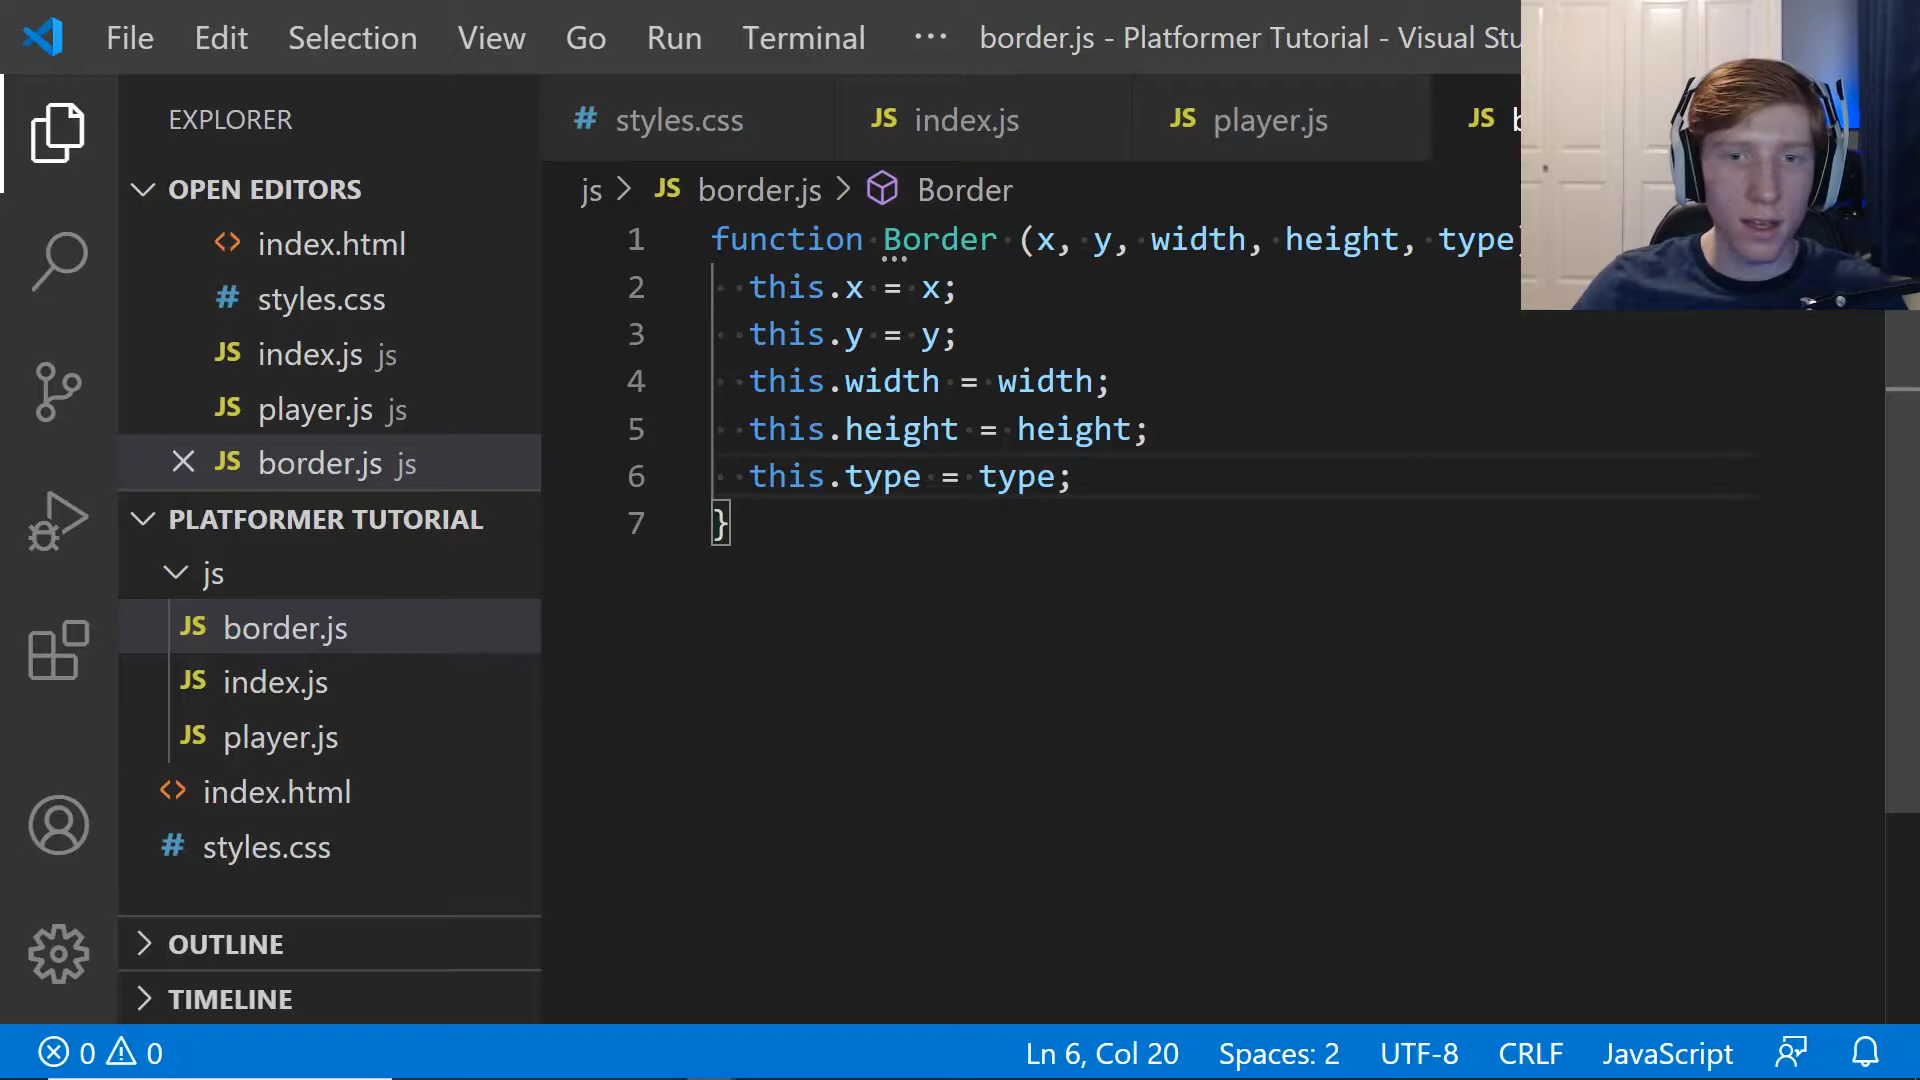 File Edit Selection View Go Run Terminal ··· border.js - Platformer Tutorial - Visual Stu
EXPLORER
# styles.css JS index.js JS player.js JS b
OPEN EDITORS
js > JS border.js > Border
<> index.html
# styles.css
JS index.js js
JS player.js js
JS border.js js
PLATFORMER TUTORIAL
js
JS border.js
JS index.js
JS player.js
<> index.html
# styles.css
OUTLINE
TIMELINE
1 function Border (x, y, width, height, type)
2 this.x = x;
3 this.y = y;
4 this.width = width;
5 this.height = height;
6 this.type = type;
7 }
0 0 Ln 6, Col 20 Spaces: 2 UTF-8 CRLF JavaScript